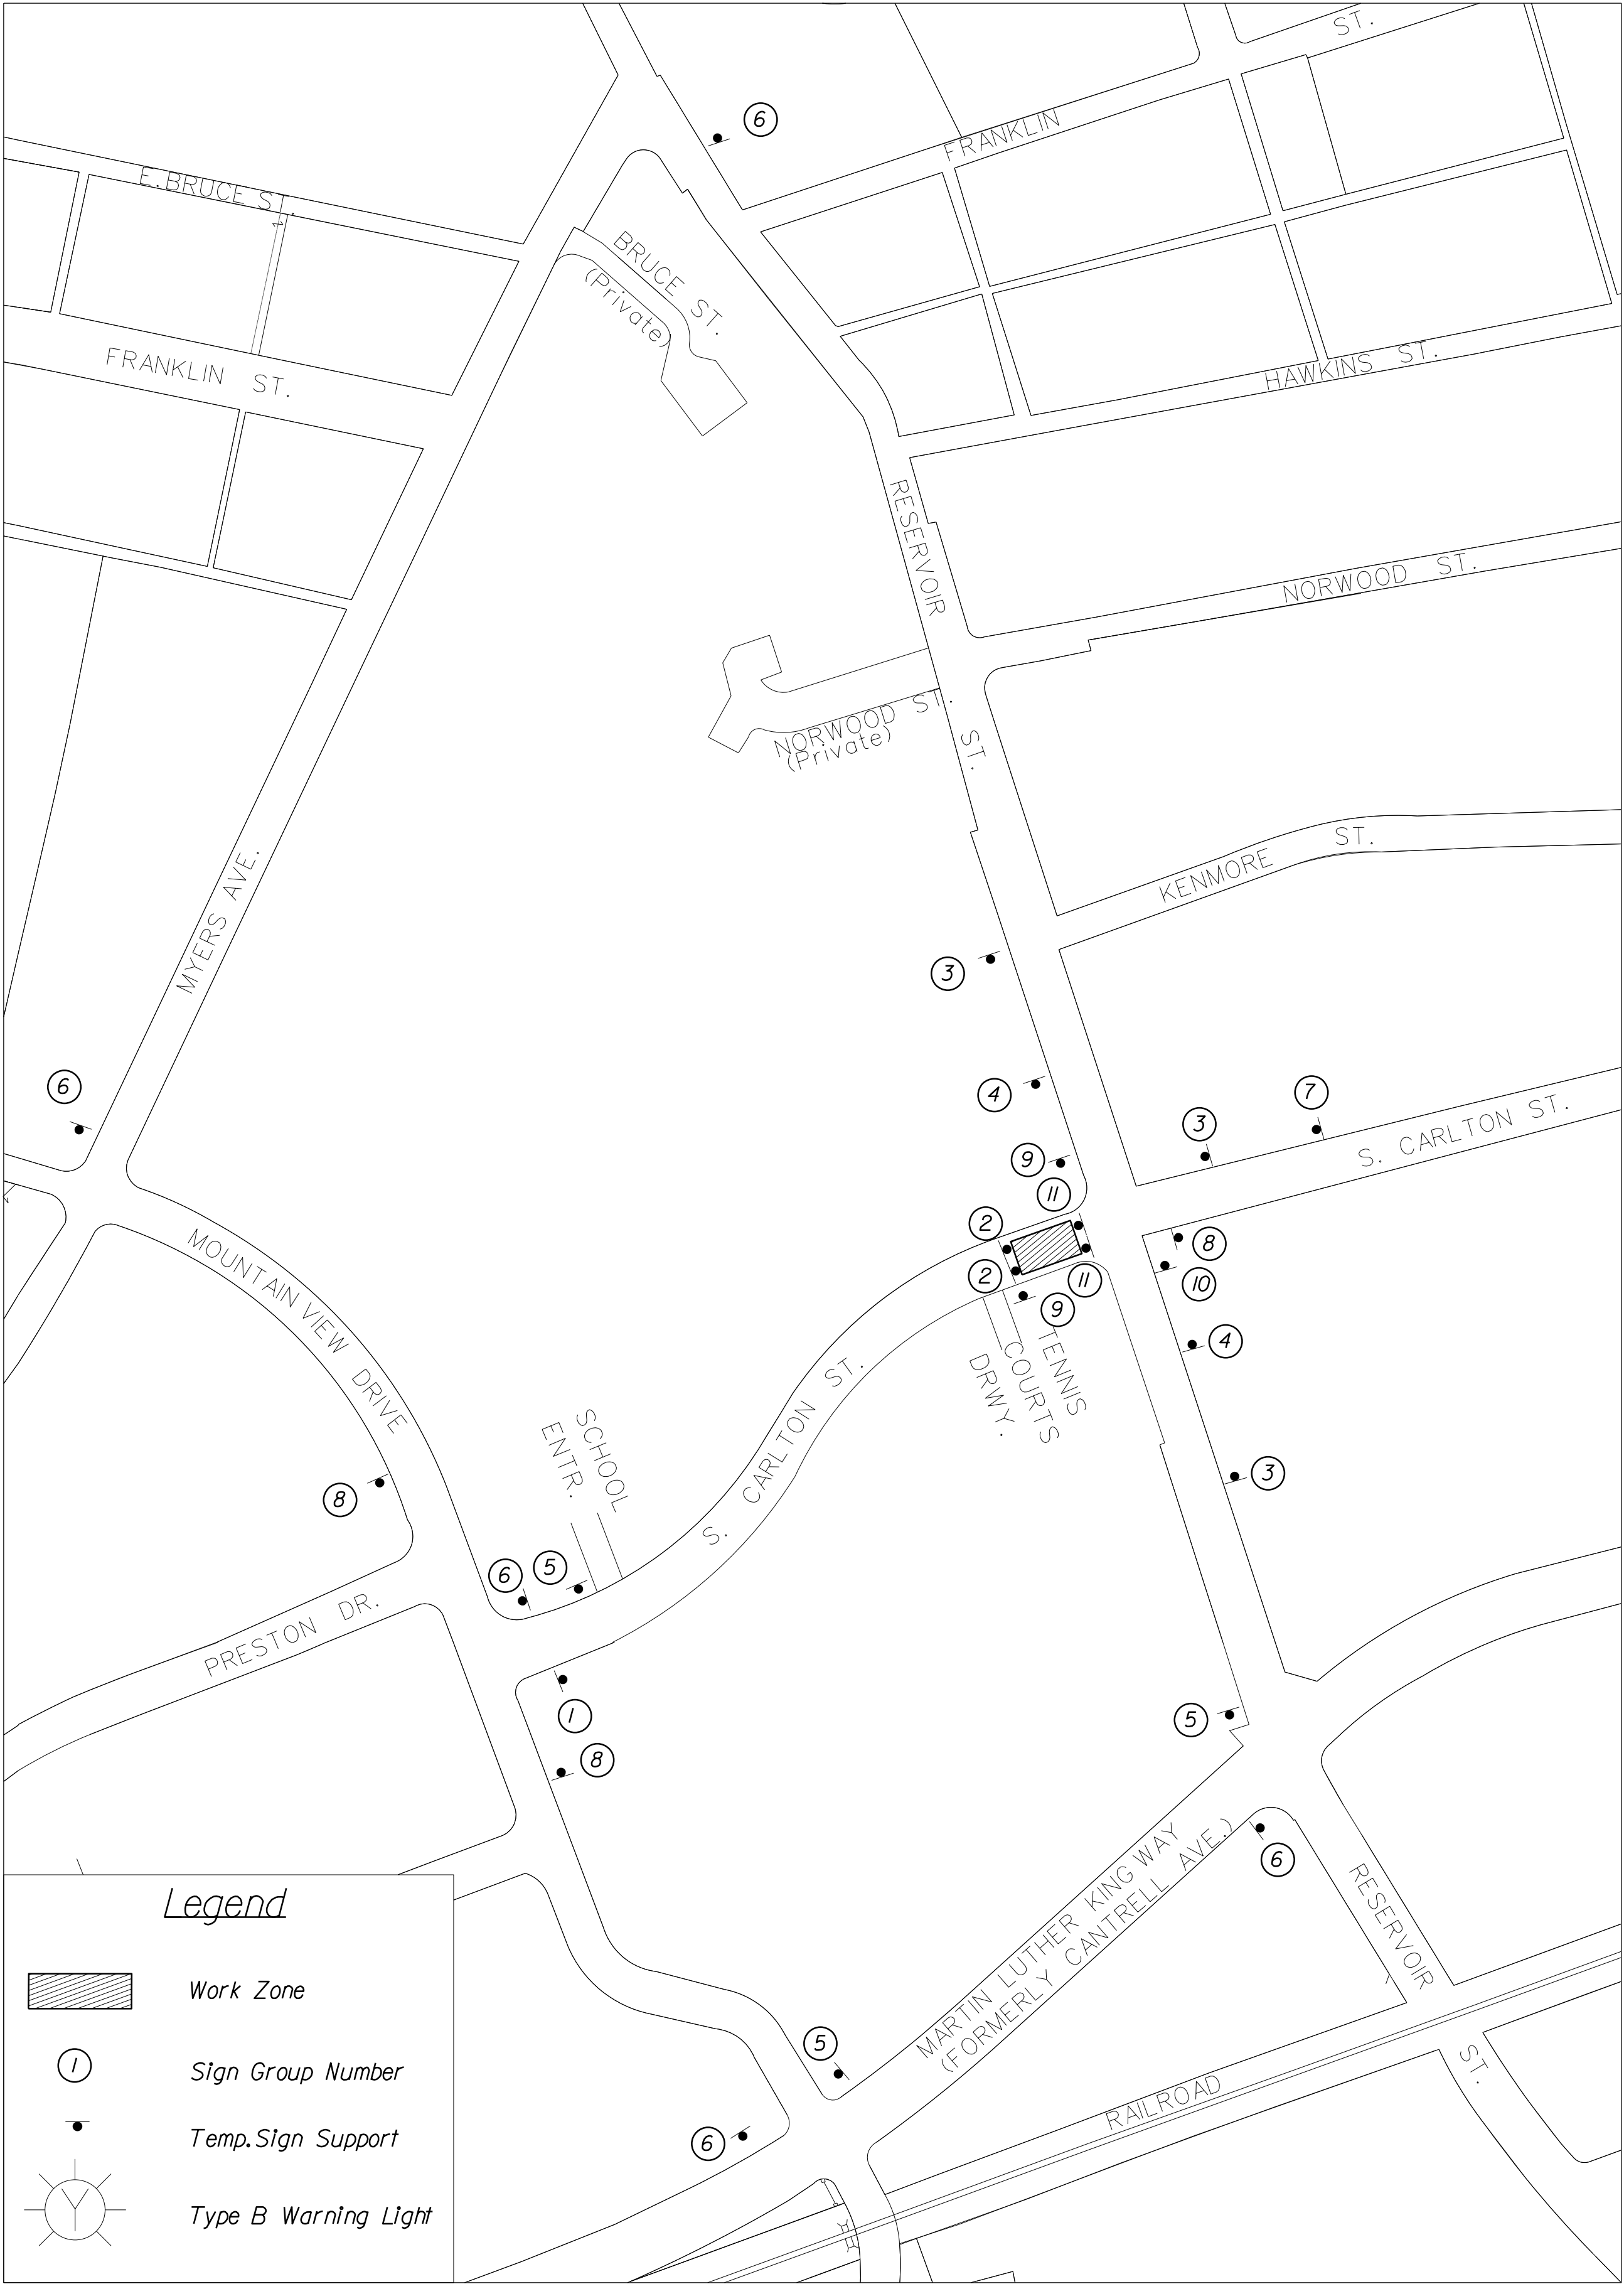 ST.
6
FRANKLIN
E. BRUCE ST.
BRUCE ST.
(Private)
FRANKLIN ST.
HAWKINS ST.
RESERVOIR
NORWOOD ST.
NORWOOD ST.
(Private)
ST.
KENMORE ST.
MYERS AVE.
3
6
4
7
3
S. CARLTON ST.
9
11
2
8
2
11
10
9
MOUNTAIN VIEW DRIVE
TENNIS
COURTS
DRWY.
4
S. CARLTON ST.
SCHOOL
ENTR.
3
8
6
5
PRESTON DR.
1
5
8
MARTIN LUTHER KING WAY
(FORMERLY CANTRELL AVE.)
6
RESERVOIR
ST.
5
6
RAILROAD
Legend
Work Zone
1
Sign Group Number
Temp. Sign Support
Y
Type B Warning Light